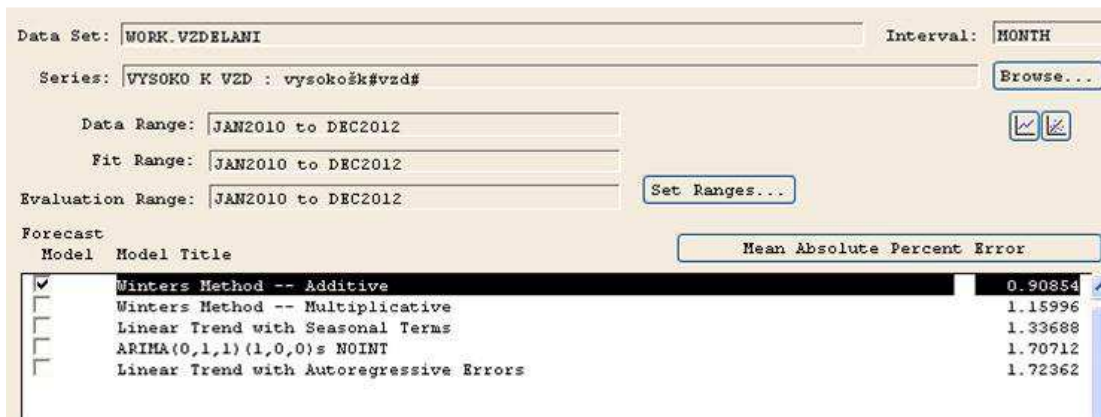 Data Set: WORK.VZDELANI Interval: MONTH
Series: VYSOKO K VZD : vysokošk#vzd# Browse...
Data Range: JAN2010 to DEC2012
Fit Range: JAN2010 to DEC2012
Evaluation Range: JAN2010 to DEC2012 Set Ranges...
Forecast
Model Model Title Mean Absolute Percent Error
Winters Method -- Additive 0.90854
Winters Method -- Multiplicative 1.15996
Linear Trend with Seasonal Terms 1.33688
ARIMA(0,1,1)(1,0,0)s NOINT 1.70712
Linear Trend with Autoregressive Errors 1.72362